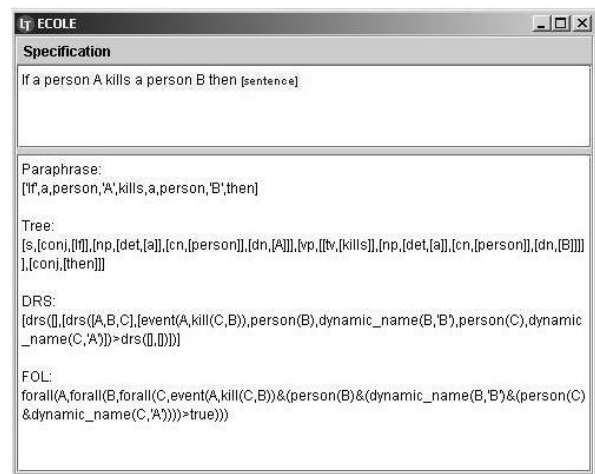 LT ECOLE
Specification
If a person A kills a person B then [sentence]
Paraphrase:
['If',a,person,'A',kills,a,person,'B',then]
Tree:
[s,[conj,[If]],[np,[det,[a]],[cn,[person]],[dn,[A]]],[vp,[[tv,[kills]],[np,[det,[a]],[cn,[person]],[dn,[B]]]]
],[conj,[then]]]
DRS:
[drs([],[drs([A,B,C],[event(A,kill(C,B)),person(B),dynamic_name(B,'B'),person(C),dynamic
_name(C,'A')])>drs([],[])])]
FOL:
forall(A,forall(B,forall(C,event(A,kill(C,B))&(person(B)&(dynamic_name(B,'B')&(person(C)
&dynamic_name(C,'A'))))>true)))